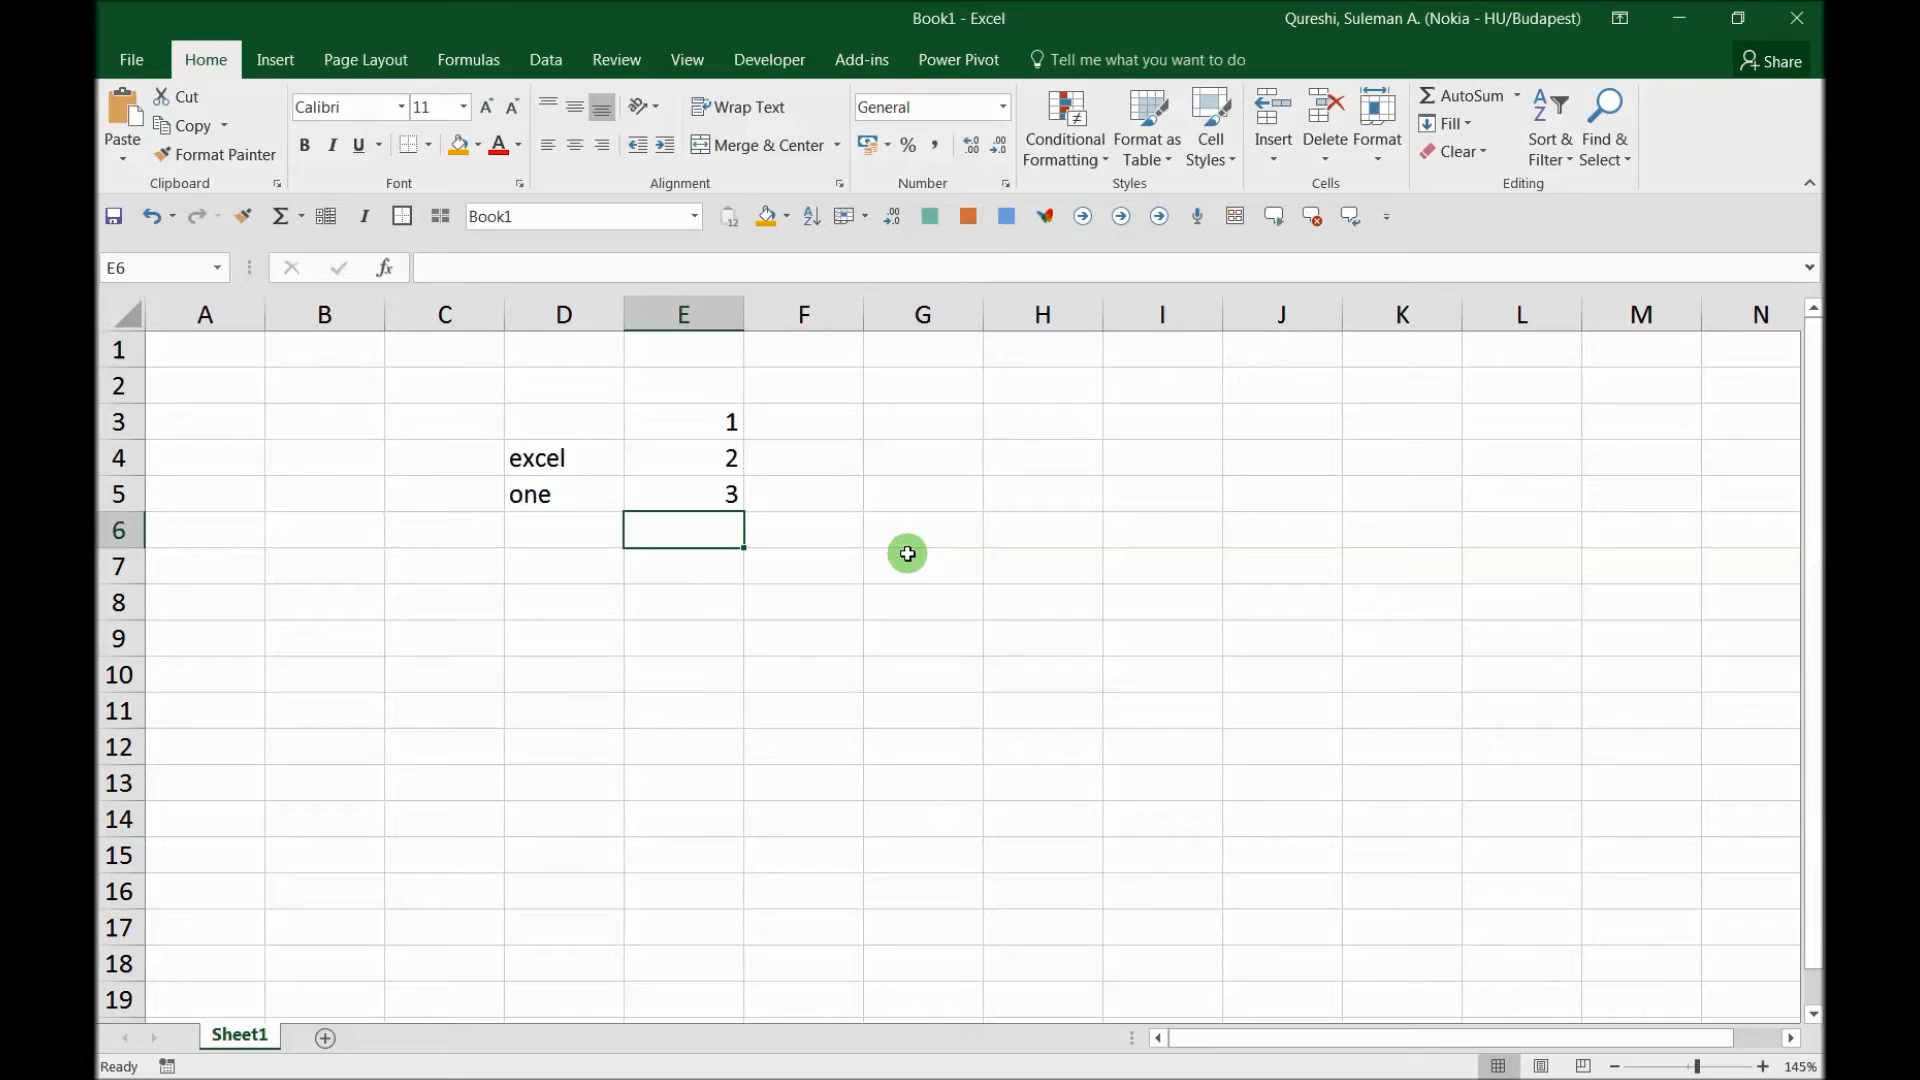 Book1 - Excel
Qureshi, Suleman A. (Nokia - HU/Budapest)
File Home Insert Page Layout Formulas Data Review View Developer Add-ins Power Pivot Tell me what you want to do Share
Paste
Cut
Copy
Format Painter
Clipboard
Calibri 11
B I U A
Font
Wrap Text
Merge & Center
Alignment
General
% ,
Number
Conditional Formatting
Format as Table
Cell Styles
Styles
Insert Delete Format
Cells
AutoSum
Fill
Clear
Sort & Filter
Find & Select
Editing
Book1
E6
fx
A B C D E F G H I J K L M N
1
2
3 1
4 excel 2
5 one 3
6
7
8
9
10
11
12
13
14
15
16
17
18
19
Sheet1
Ready
145%